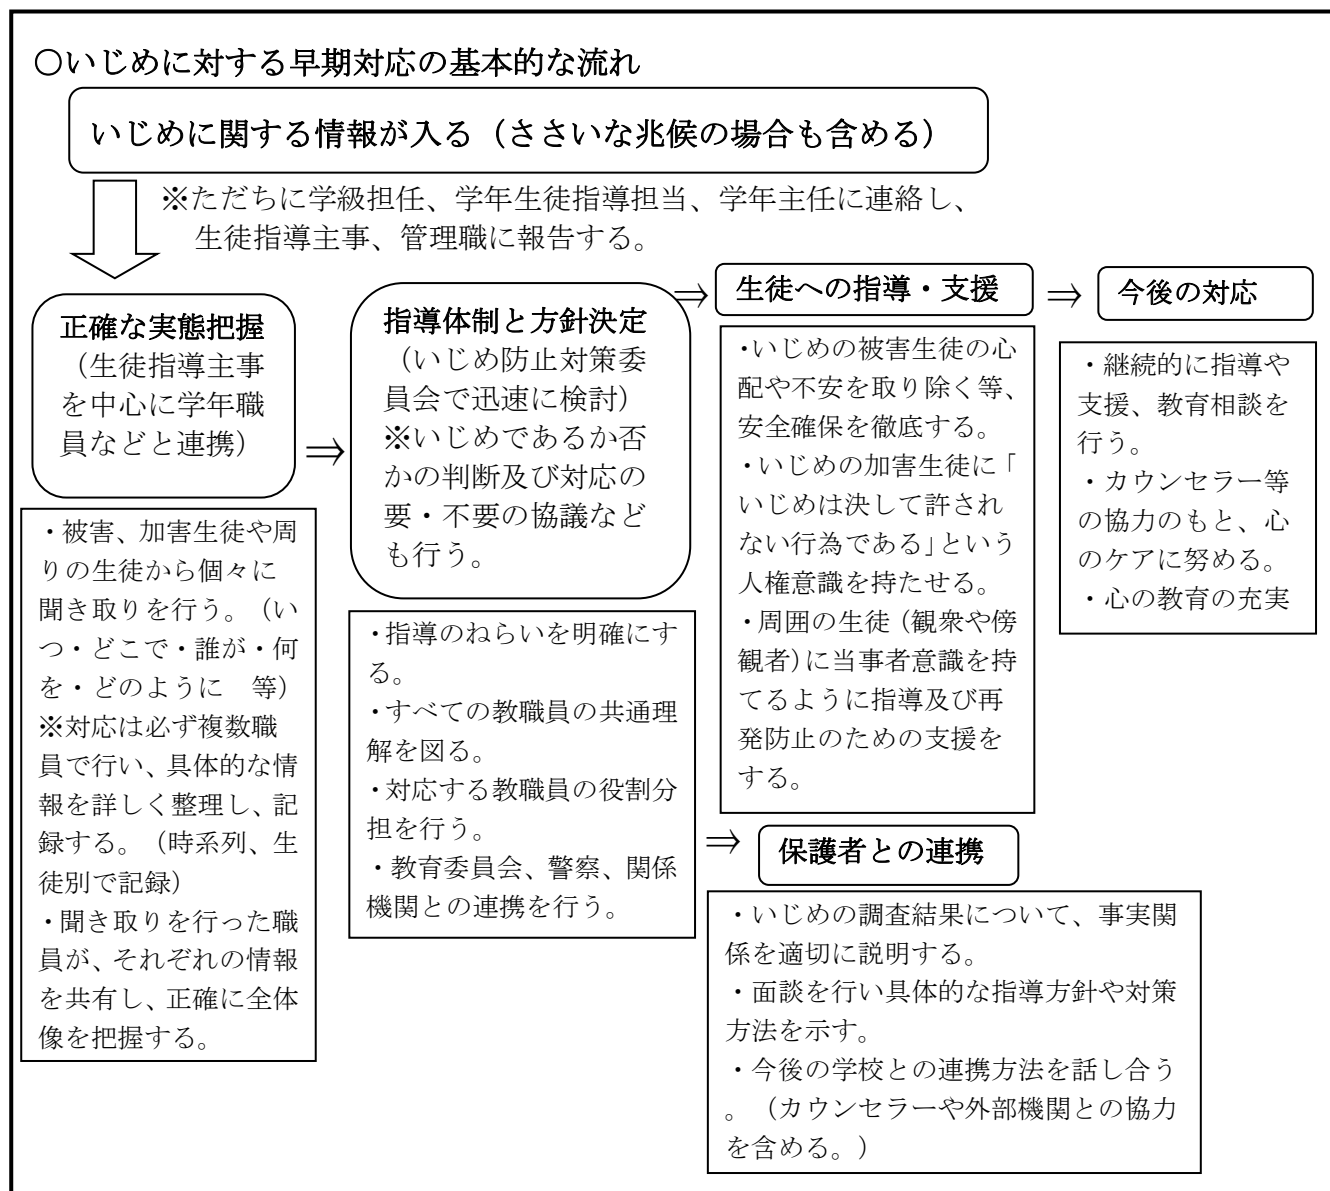 〇いじめに対する早期対応の基本的な流れ
いじめに関する情報が入る（ささいな兆候の場合も含める）
※ただちに学級担任、学年生徒指導担当、学年主任に連絡し、
生徒指導主事、管理職に報告する。
正確な実態把握
（生徒指導主事
を中心に学年職
員などと連携）
・被害、加害生徒や周
りの生徒から個々に
聞き取りを行う。（い
つ・どこで・誰が・何
を・どのように　等）
※対応は必ず複数職
員で行い、具体的な情
報を詳しく整理し、記
録する。（時系列、生
徒別で記録）
・聞き取りを行った職
員が、それぞれの情報
を共有し、正確に全体
像を把握する。
⇒
指導体制と方針決定
（いじめ防止対策委
員会で迅速に検討）
※いじめであるか否
かの判断及び対応の
要・不要の協議など
も行う。
・指導のねらいを明確にす
る。
・すべての教職員の共通理
解を図る。
・対応する教職員の役割分
担を行う。
・教育委員会、警察、関係
機関との連携を行う。
⇒
生徒への指導・支援
・いじめの被害生徒の心
配や不安を取り除く等、
安全確保を徹底する。
・いじめの加害生徒に「
いじめは決して許され
ない行為である」という
人権意識を持たせる。
・周囲の生徒（観衆や傍
観者）に当事者意識を持
てるように指導及び再
発防止のための支援を
する。
⇒
保護者との連携
・いじめの調査結果について、事実関
係を適切に説明する。
・面談を行い具体的な指導方針や対策
方法を示す。
・今後の学校との連携方法を話し合う
。（カウンセラーや外部機関との協力
を含める。）
⇒
今後の対応
・継続的に指導や
支援、教育相談を
行う。
・カウンセラー等
の協力のもと、心
のケアに努める。
・心の教育の充実